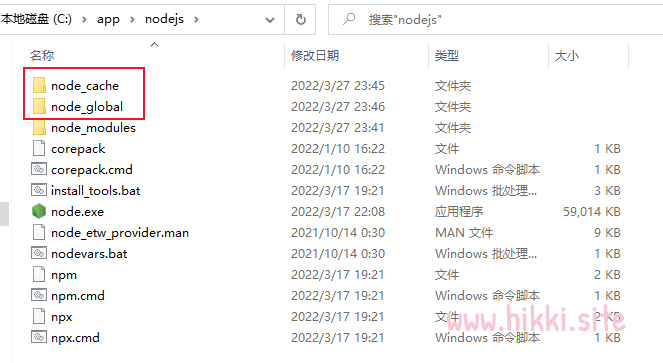 本地磁盘 (C:) > app > nodejs > 搜索"nodejs"
名称 修改日期 类型 大小
node_cache 2022/3/27 23:45 文件夹
node_global 2022/3/27 23:46 文件夹
node_modules 2022/3/27 23:41 文件夹
corepack 2022/1/10 16:22 文件 1 KB
corepack.cmd 2022/1/10 16:22 Windows 命令脚本 1 KB
install_tools.bat 2022/3/17 19:21 Windows 批处理... 3 KB
node.exe 2022/3/17 22:08 应用程序 59,014 KB
node_etw_provider.man 2021/10/14 0:30 MAN 文件 9 KB
nodevars.bat 2021/10/14 0:30 Windows 批处理... 1 KB
npm 2022/3/17 19:21 文件 2 KB
npm.cmd 2022/3/17 19:21 Windows 命令脚本 1 KB
npx 2022/3/17 19:21 文件 2 KB
npx.cmd 2022/3/17 19:21 Windows 命令脚本 1 KB
www.hikki.site